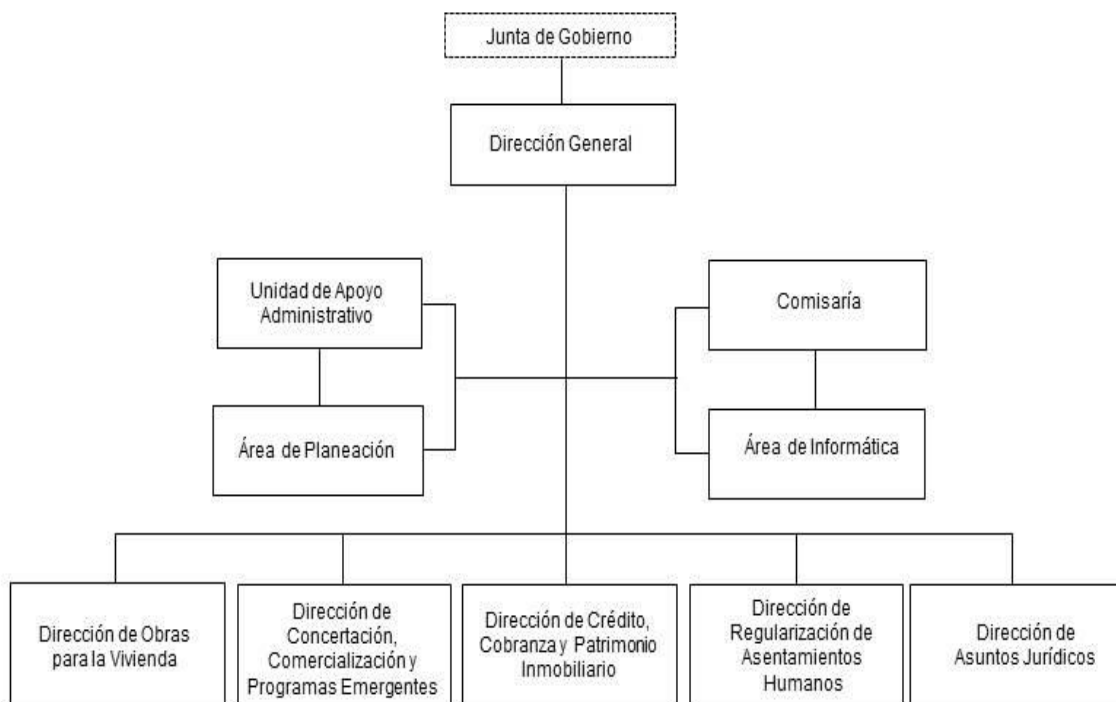 Junta de Gobierno
Dirección General
Unidad de Apoyo
Administrativo
Comisaría
Área de Planeación
Área de Informática
Dirección de Obras
para la Vivienda
Dirección de
Concertación,
Comercialización y
Programas Emergentes
Dirección de Crédito,
Cobranza y Patrimonio
Inmobiliario
Dirección de
Regularización de
Asentamientos
Humanos
Dirección de
Asuntos Jurídicos